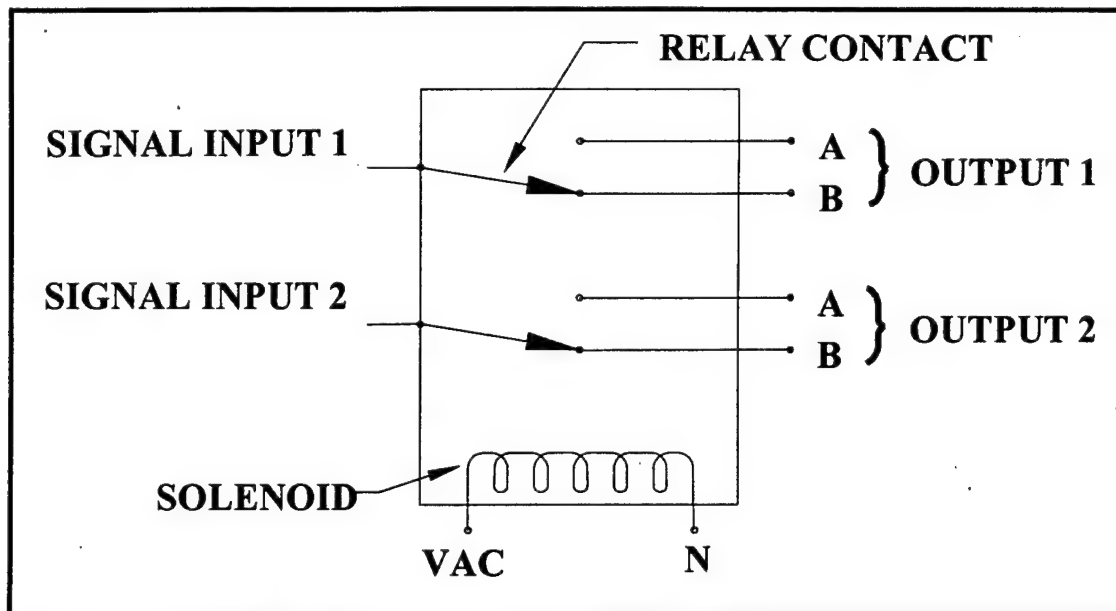 RELAY CONTACT
SIGNAL INPUT 1
A
OUTPUT 1
B
SIGNAL INPUT 2
A
OUTPUT 2
B
SOLENOID
VAC
N